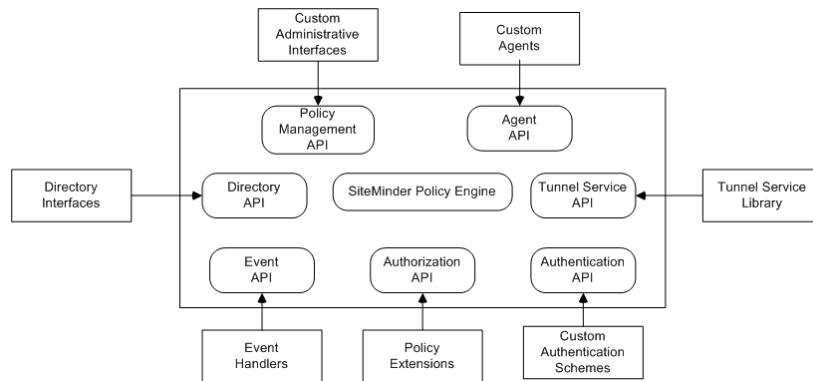 Custom
Administrative
Interfaces
Custom
Agents
Policy
Management
API
Agent
API
Directory
Interfaces
Directory
API
SiteMinder Policy Engine
Tunnel Service
API
Tunnel Service
Library
Event
API
Authorization
API
Authentication
API
Event
Handlers
Policy
Extensions
Custom
Authentication
Schemes